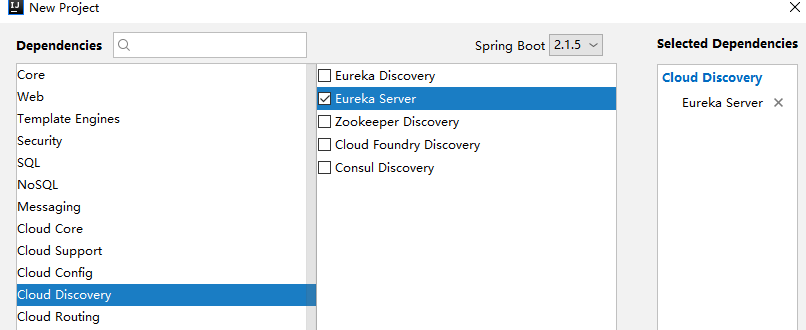 IJ New Project
Dependencies Spring Boot 2.1.5 Selected Dependencies
Core
Web
Template Engines
Security
SQL
NoSQL
Messaging
Cloud Core
Cloud Support
Cloud Config
Cloud Discovery
Cloud Routing
Eureka Discovery
Eureka Server
Zookeeper Discovery
Cloud Foundry Discovery
Consul Discovery
Cloud Discovery
Eureka Server